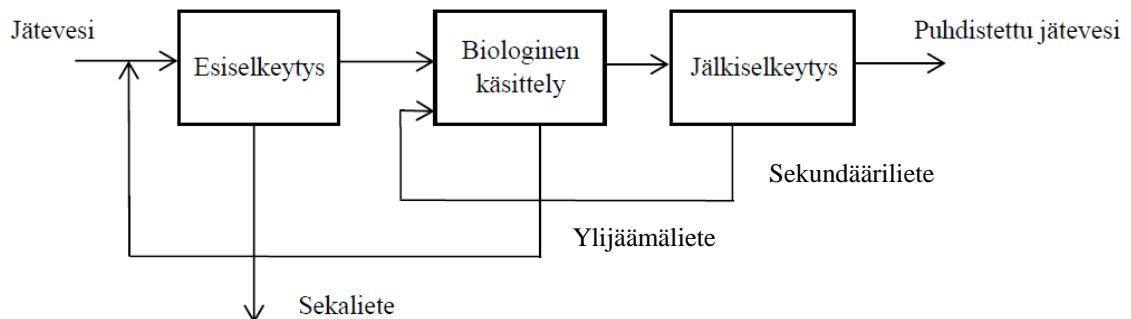 Jätevesi
Esiselkeytys
Biologinen
käsittely
Jälkiselkeytys
Puhdistettu jätevesi
Sekundääriliete
Ylijäämäliete
Sekaliete